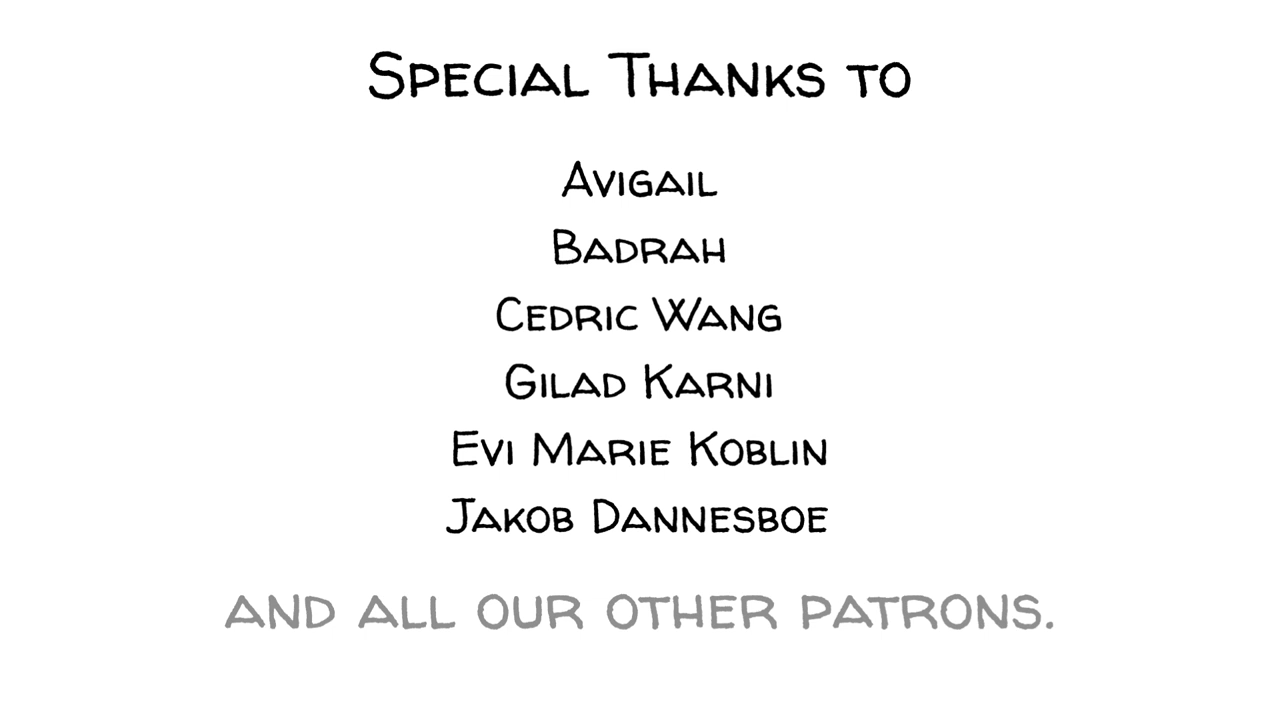 Special Thanks to
Avigail
Badrah
Cedric Wang
Gilad Karni
Evi Marie Koblin
Jakob Dannesboe
and all our other patrons.